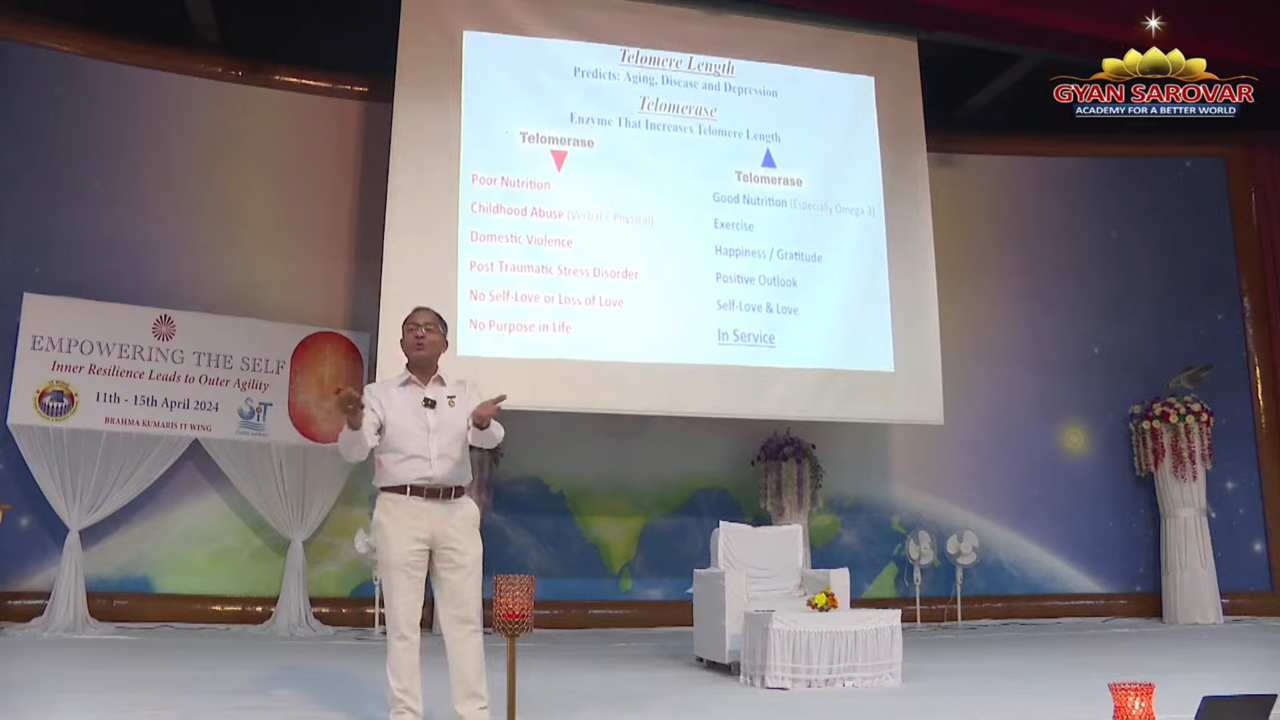 Telomere Length
Predicts: Aging, Disease and Depression
Telomerase
Enzyme That Increases Telomere Length
Telomerase
Poor Nutrition
Childhood Abuse (Verbal - Physical)
Domestic Violence
Post Traumatic Stress Disorder
No Self-Love or Loss of Love
No Purpose in Life
Telomerase
Good Nutrition (Especially Omega 3)
Exercise
Happiness / Gratitude
Positive Outlook
Self-Love & Love
In Service
GYAN SAROVAR
ACADEMY FOR A BETTER WORLD
EMPOWERING THE SELF
Inner Resilience Leads to Outer Agility
11th - 15th April 2024
BRAHMA KUMARIS IT WING
IT WING
SiT